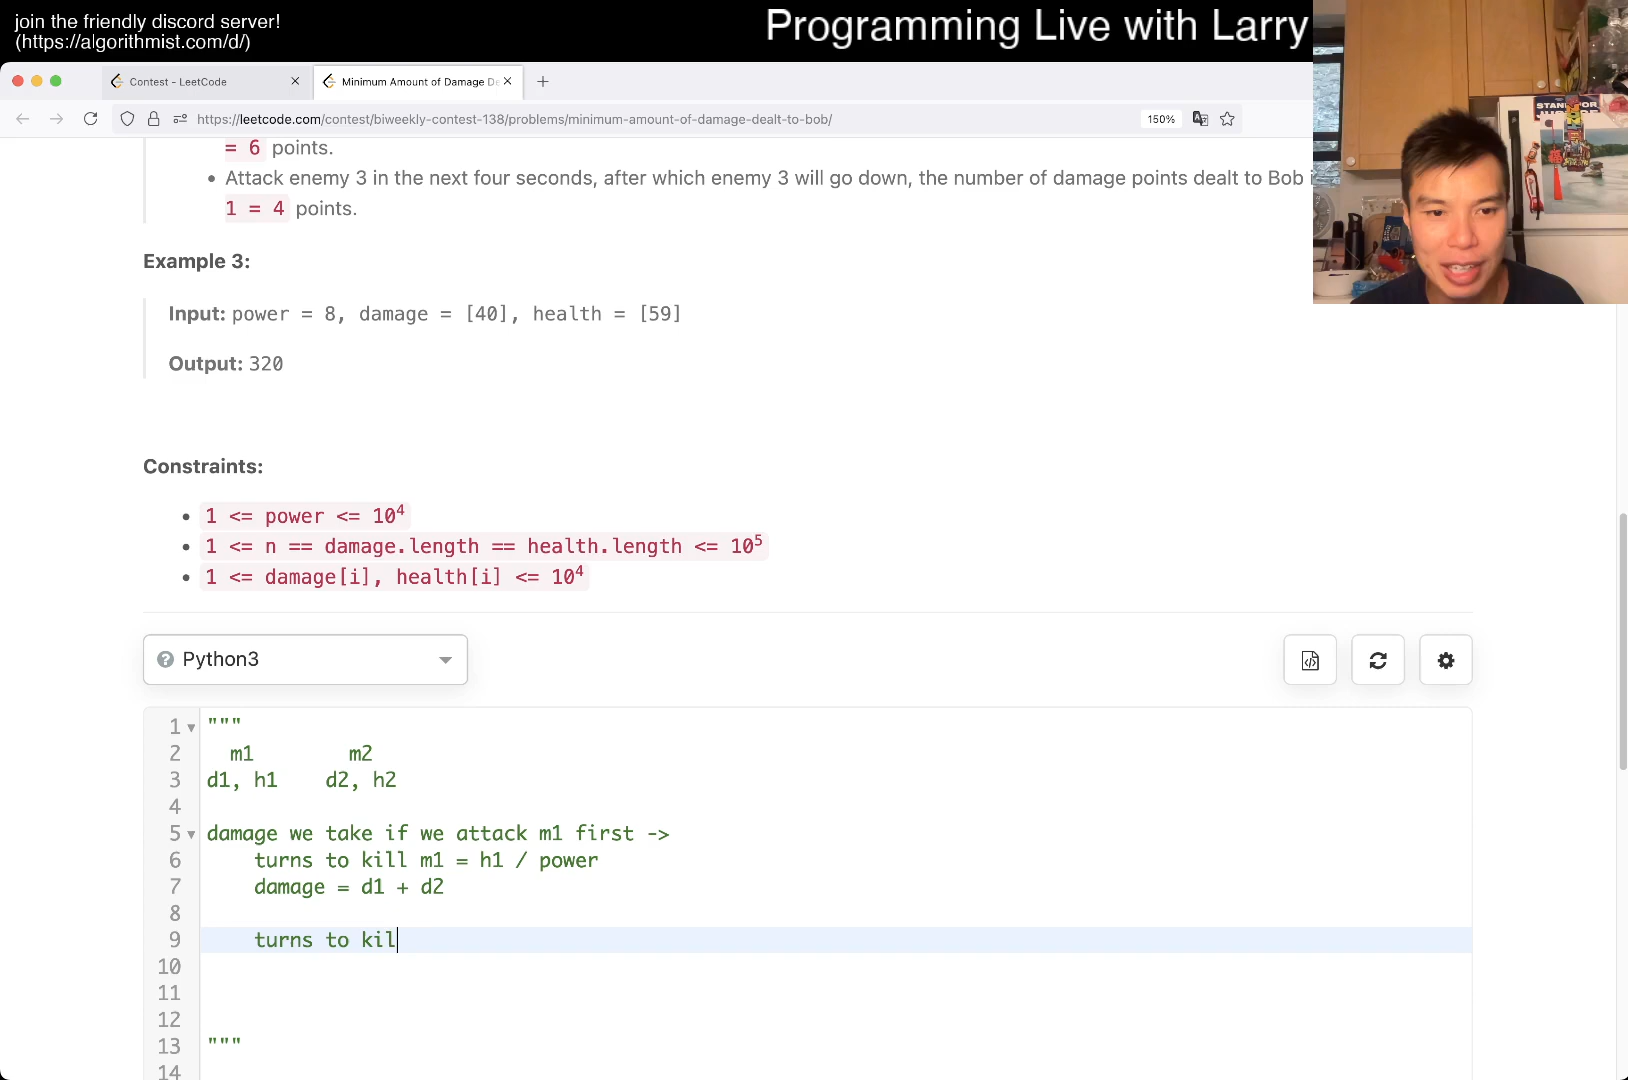 join the friendly discord server!
(https://algorithmist.com/d/)
Programming Live with Larry
Contest - LeetCode
Minimum Amount of Damage De
https://leetcode.com/contest/biweekly-contest-138/problems/minimum-amount-of-damage-dealt-to-bob/
150%
= 6 points.
• Attack enemy 3 in the next four seconds, after which enemy 3 will go down, the number of damage points dealt to Bob i
1 = 4 points.
Example 3:
Input: power = 8, damage = [40], health = [59]
Output: 320
Constraints:
• 1 <= power <= 10⁴
• 1 <= n == damage.length == health.length <= 10⁵
• 1 <= damage[i], health[i] <= 10⁴
Python3
1 """
2 m1 m2
3 d1, h1 d2, h2
4
5 damage we take if we attack m1 first ->
6 turns to kill m1 = h1 / power
7 damage = d1 + d2
8
9 turns to kil
10
11
12
13 """
14